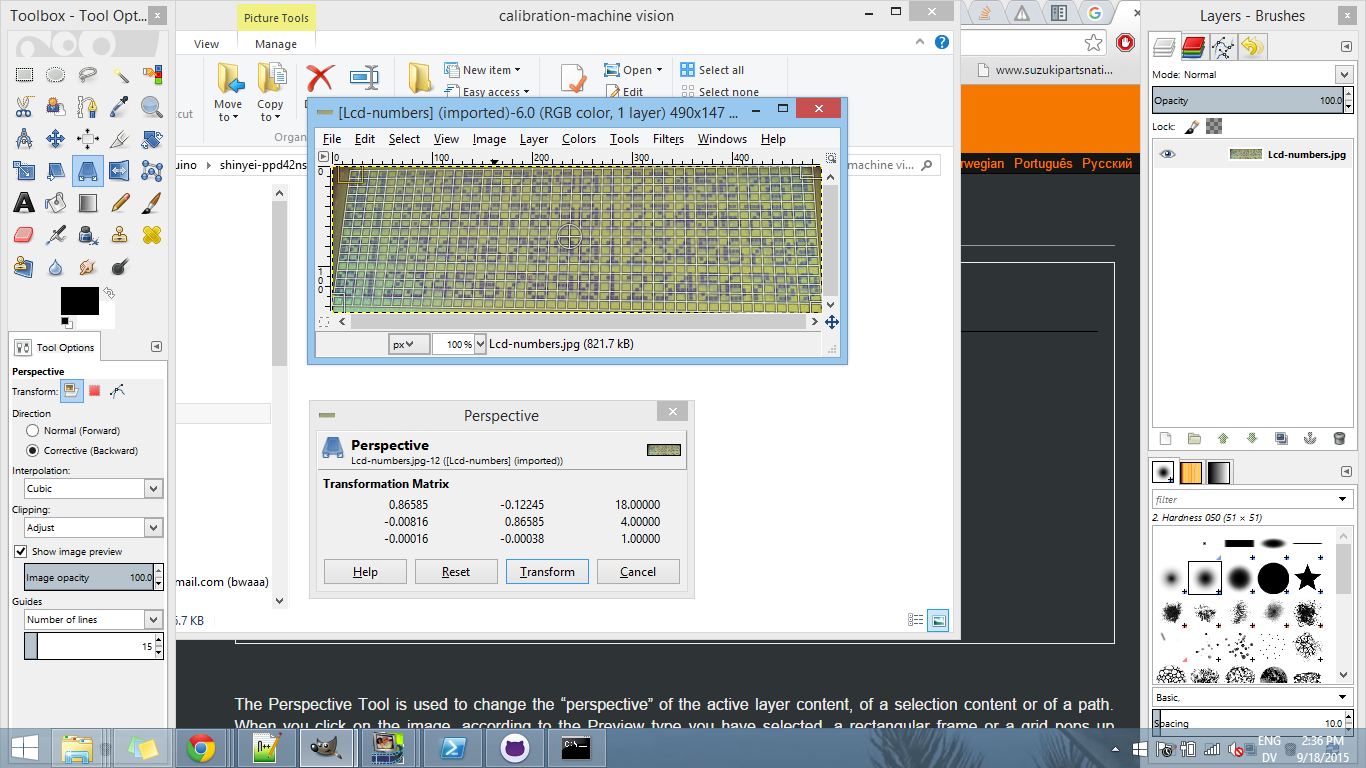 Toolbox - Tool Opt...
Tool Options
Perspective
Transform:
Direction
Normal (Forward)
Corrective (Backward)
Interpolation:
Cubic
Clipping:
Adjust
Show image preview
Image opacity 100.0
Guides
Number of lines
15
Picture Tools
calibration-machine vision
View Manage
Move to
Copy to
New item
Easy access
Open
Edit
Select all
Select none
cut
Organ
uino › shinyei-ppd42ns
machine vi...
[Lcd-numbers] (imported)-6.0 (RGB color, 1 layer) 490x147 ...
File Edit Select View Image Layer Colors Tools Filters Windows Help
0 100 200 300 400
0
100
px 100 % Lcd-numbers.jpg (821.7 kB)
Perspective
Perspective
Lcd-numbers.jpg-12 ([Lcd-numbers] (imported))
Transformation Matrix
0.86585 -0.12245 18.00000
-0.00816 0.86585 4.00000
-0.00016 -0.00038 1.00000
Help Reset Transform Cancel
mail.com (bwaaa)
5.7 KB
www.suzukipartsnati...
rwegian Português Русский
The Perspective Tool is used to change the “perspective” of the active layer content, of a selection content or of a path.
When you click on the image, according to the Preview type you have selected, a rectangular frame or a grid pops up
Layers - Brushes
Mode: Normal
Opacity 100.0
Lock:
Lcd-numbers.jpg
filter
2. Hardness 050 (51 × 51)
Basic,
Spacing 10.0
ENG
DV
2:36 PM
9/18/2015